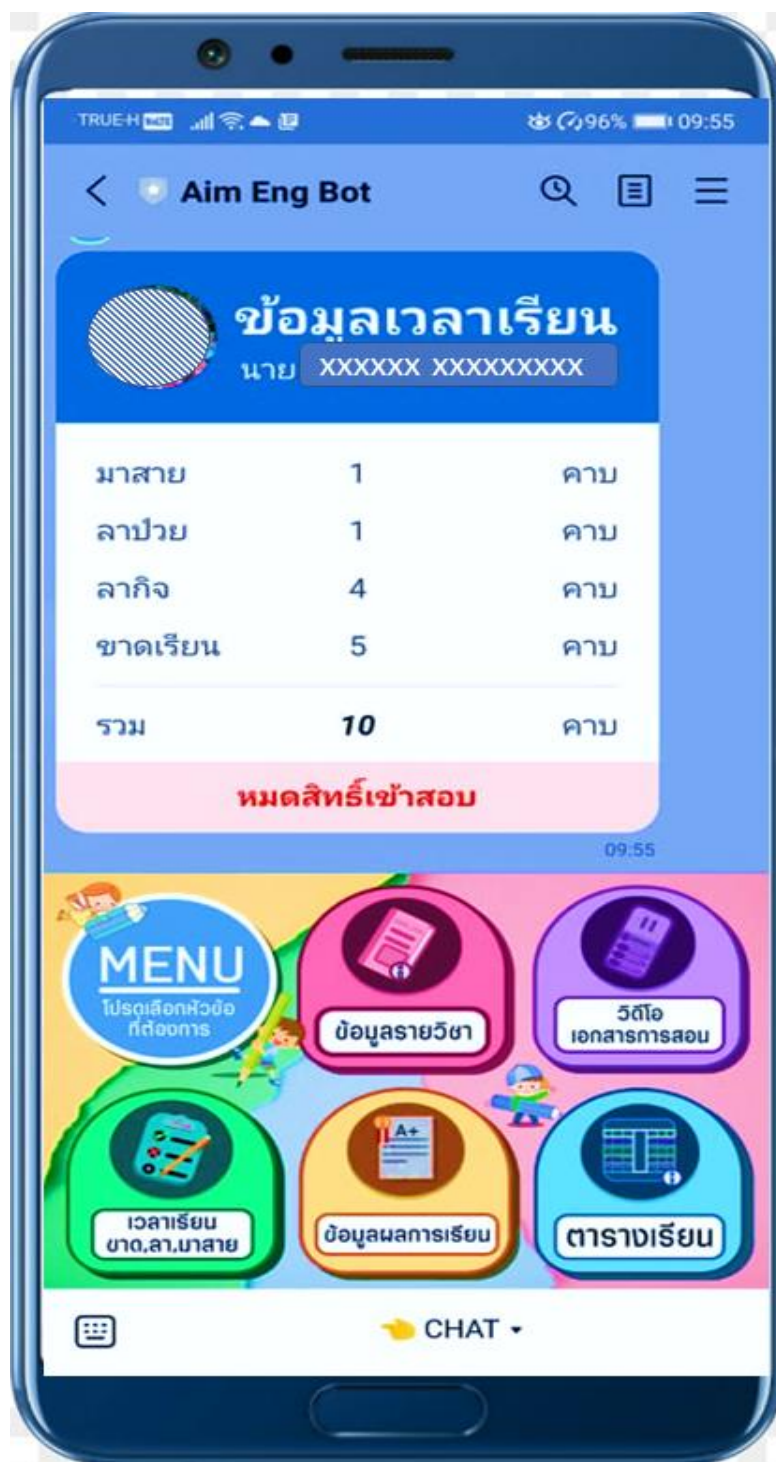 TRUE-H VoLTE 96% 09:55
Aim Eng Bot
ข้อมูลเวลาเรียน
นาย XXXXXX XXXXXXXXX
มาสาย 1 คาบ
ลาป่วย 1 คาบ
ลากิจ 4 คาบ
ขาดเรียน 5 คาบ
รวม 10 คาบ
หมดสิทธิ์เข้าสอบ
09:55
MENU
โปรดเลือกหัวข้อ
ที่ต้องการ
ข้อมูลรายวิชา
วิดีโอ
เอกสารการสอน
A+
เวลาเรียน
ขาด,ลา,มาสาย
ข้อมูลผลการเรียน
ตารางเรียน
CHAT